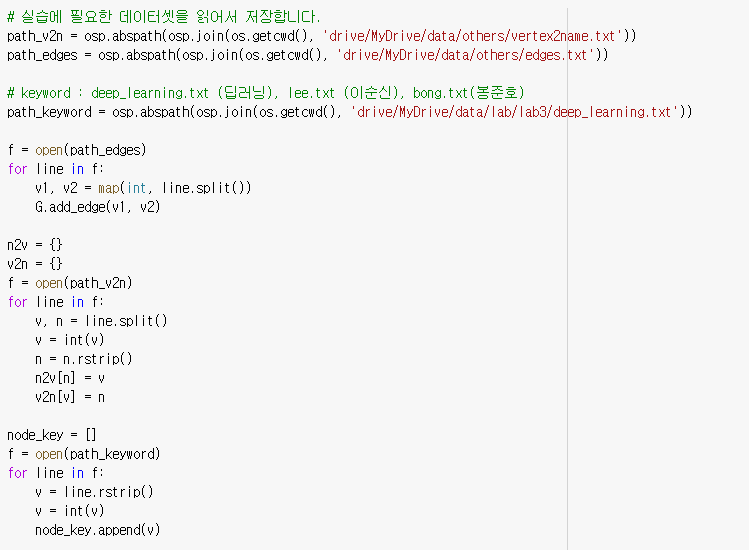 # 실습에 필요한 데이터셋을 읽어서 저장합니다.
path_v2n = osp.abspath(osp.join(os.getcwd(), 'drive/MyDrive/data/others/vertex2name.txt'))
path_edges = osp.abspath(osp.join(os.getcwd(), 'drive/MyDrive/data/others/edges.txt'))
# keyword : deep_learning.txt (딥러닝), lee.txt (이순신), bong.txt(봉준호)
path_keyword = osp.abspath(osp.join(os.getcwd(), 'drive/MyDrive/data/lab/lab3/deep_learning.txt'))
f = open(path_edges)
for line in f:
    v1, v2 = map(int, line.split())
    G.add_edge(v1, v2)
n2v = {}
v2n = {}
f = open(path_v2n)
for line in f:
    v, n = line.split()
    v = int(v)
    n = n.rstrip()
    n2v[n] = v
    v2n[v] = n
node_key = []
f = open(path_keyword)
for line in f:
    v = line.rstrip()
    v = int(v)
    node_key.append(v)